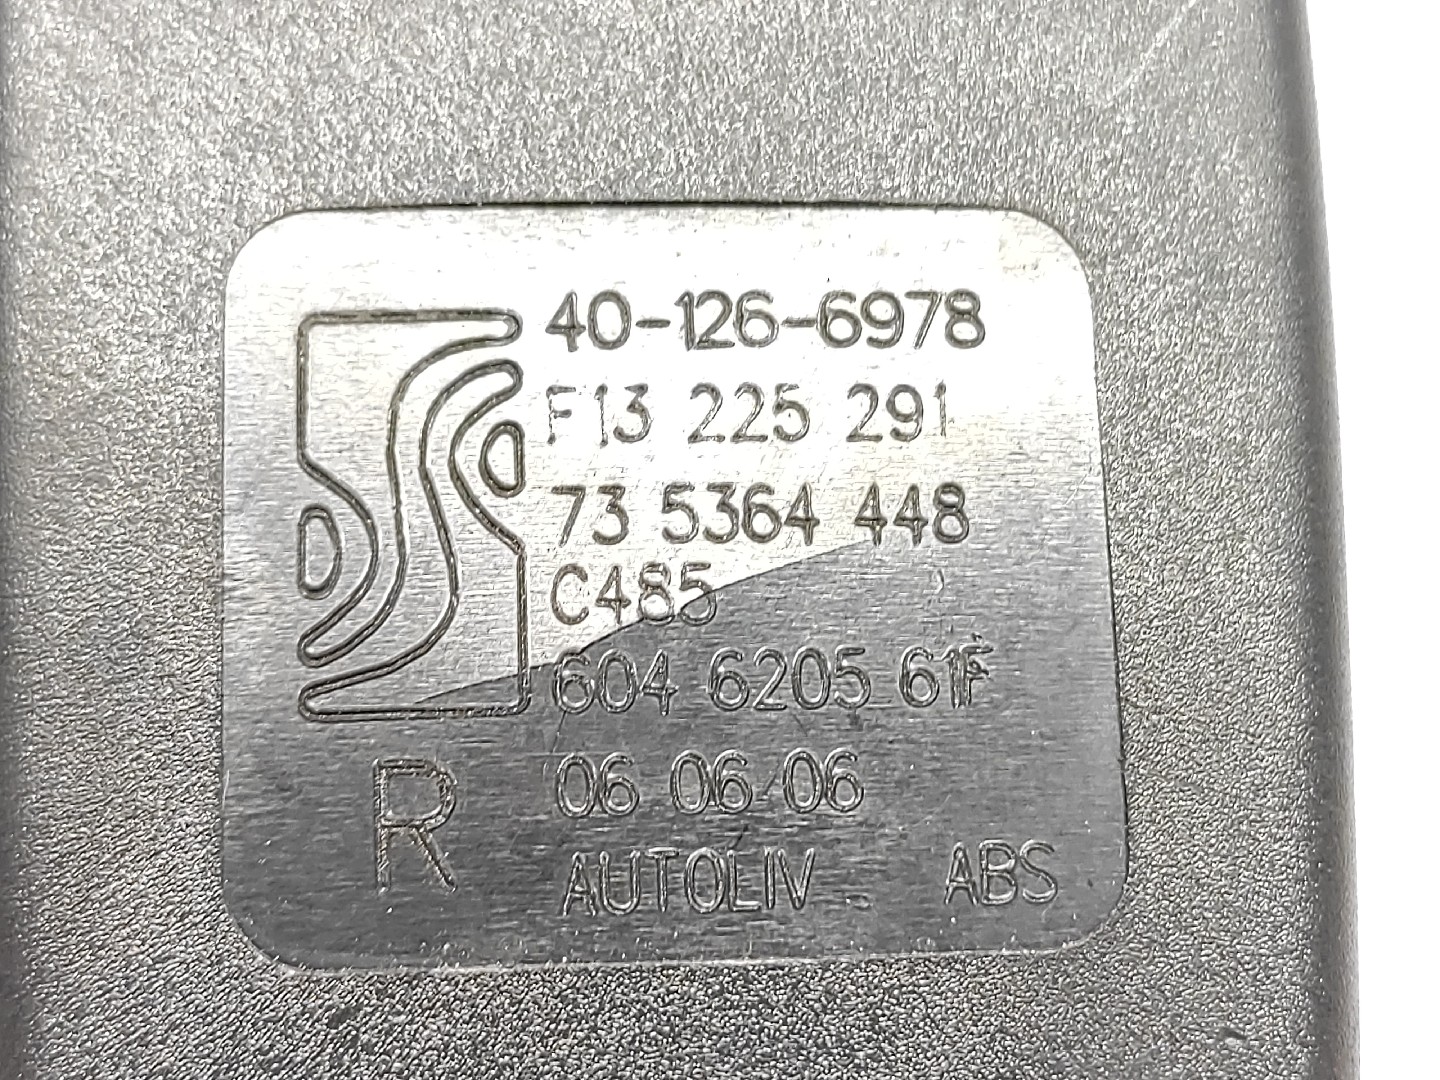 40-126-6978
F13 225 291
73 5364 448
C485
604 6205 61F
R
06 06 06
AUTOLIV ABS